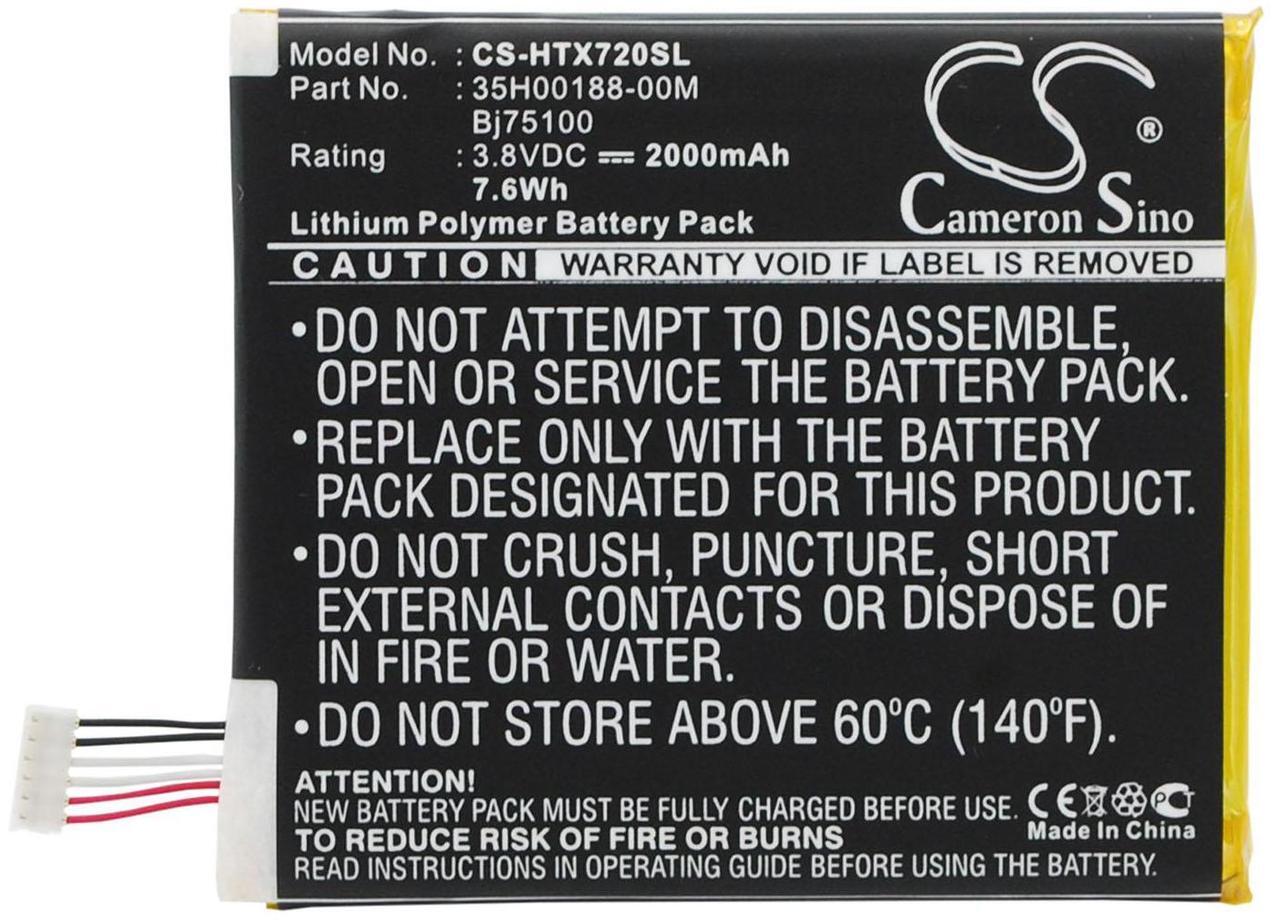 Model No. : CS-HTX720SL
Part No. : 35H00188-00M
Bj75100
Rating : 3.8VDC ⎓ 2000mAh
7.6Wh
Lithium Polymer Battery Pack
CS®
Cameron Sino
CAUTION WARRANTY VOID IF LABEL IS REMOVED
•DO NOT ATTEMPT TO DISASSEMBLE,
OPEN OR SERVICE THE BATTERY PACK.
•REPLACE ONLY WITH THE BATTERY
PACK DESIGNATED FOR THIS PRODUCT.
•DO NOT CRUSH, PUNCTURE, SHORT
EXTERNAL CONTACTS OR DISPOSE OF
IN FIRE OR WATER.
•DO NOT STORE ABOVE 60°C (140°F).
ATTENTION!
NEW BATTERY PACK MUST BE FULLY CHARGED BEFORE USE.
TO REDUCE RISK OF FIRE OR BURNS
READ INSTRUCTIONS IN OPERATING GUIDE BEFORE USING THE BATTERY.
CE PCT
Made In China